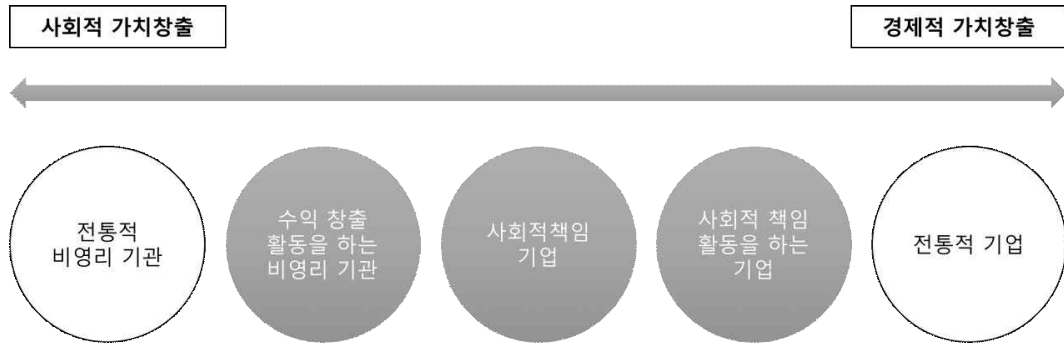 사회적 가치창출
경제적 가치창출
전통적
비영리 기관
수익 창출
활동을 하는
비영리 기관
사회적책임
기업
사회적 책임
활동을 하는
기업
전통적 기업